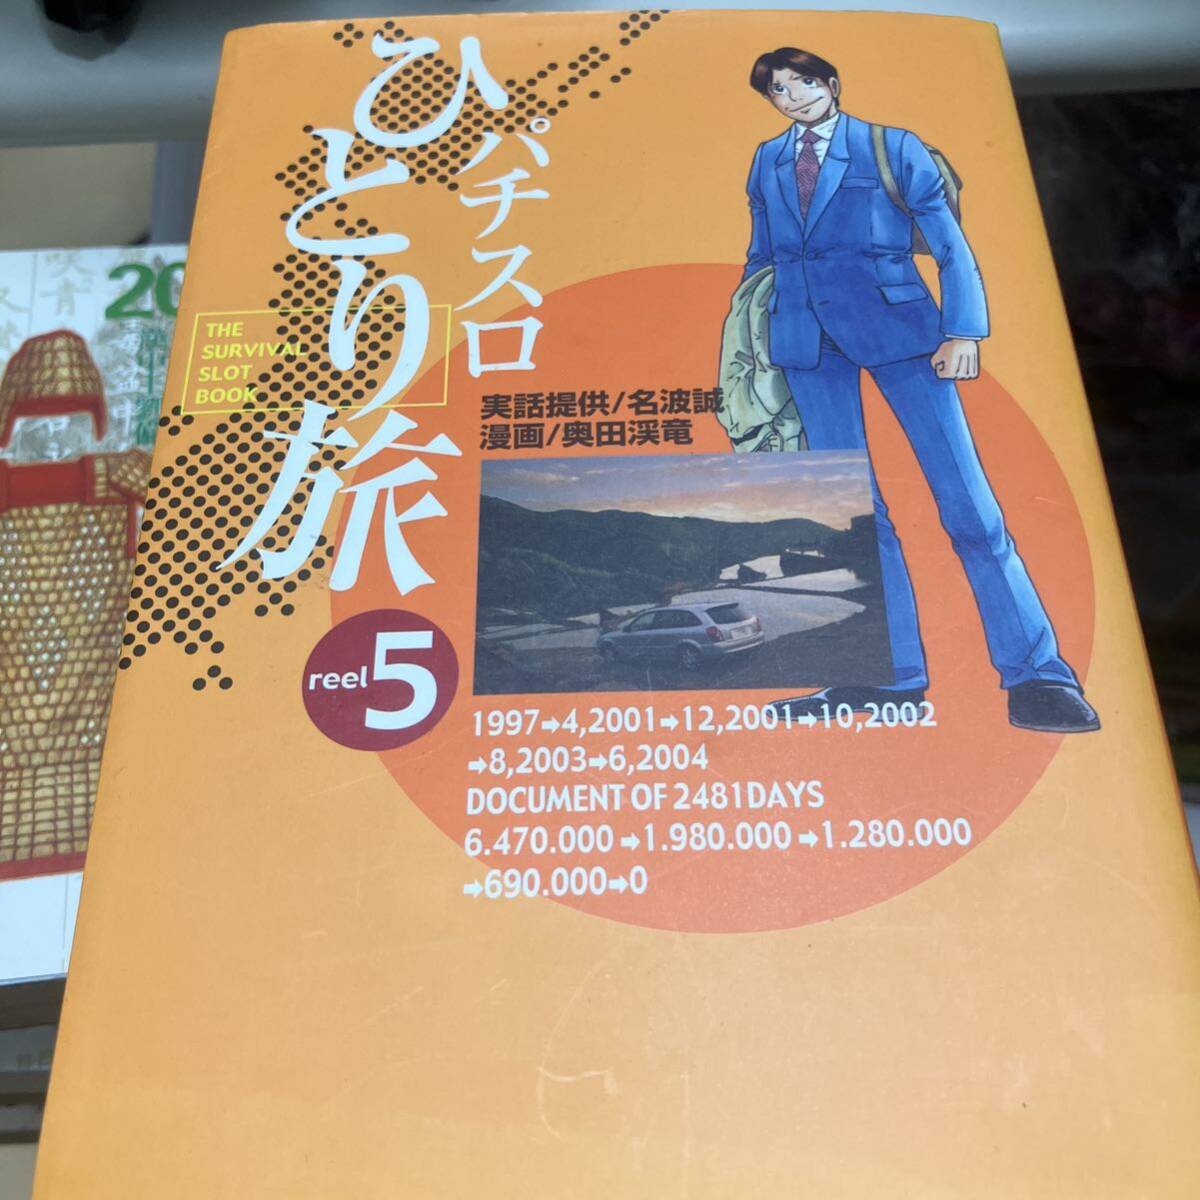 パチスロ
ひとり旅
THE
SURVIVAL
SLOT
BOOK
実話提供/名波誠
漫画/奥田渓竜
reel5
1997➔4,2001➔12,2001➔10,2002
➔8,2003➔6,2004
DOCUMENT OF 2481DAYS
6.470.000➔1.980.000➔1.280.000
➔690.000➔0
20